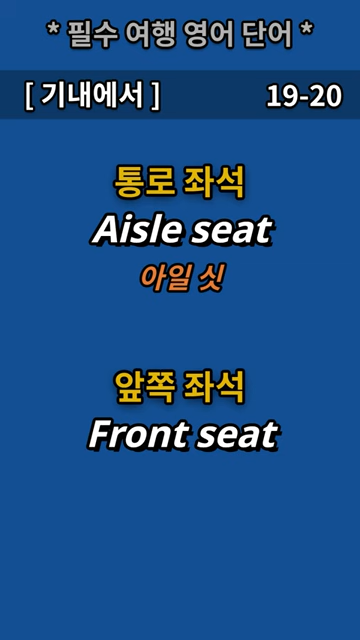 * 필수 여행 영어 단어 *
[ 기내에서 ] 19-20
통로 좌석
Aisle seat
아일 싯
앞쪽 좌석
Front seat